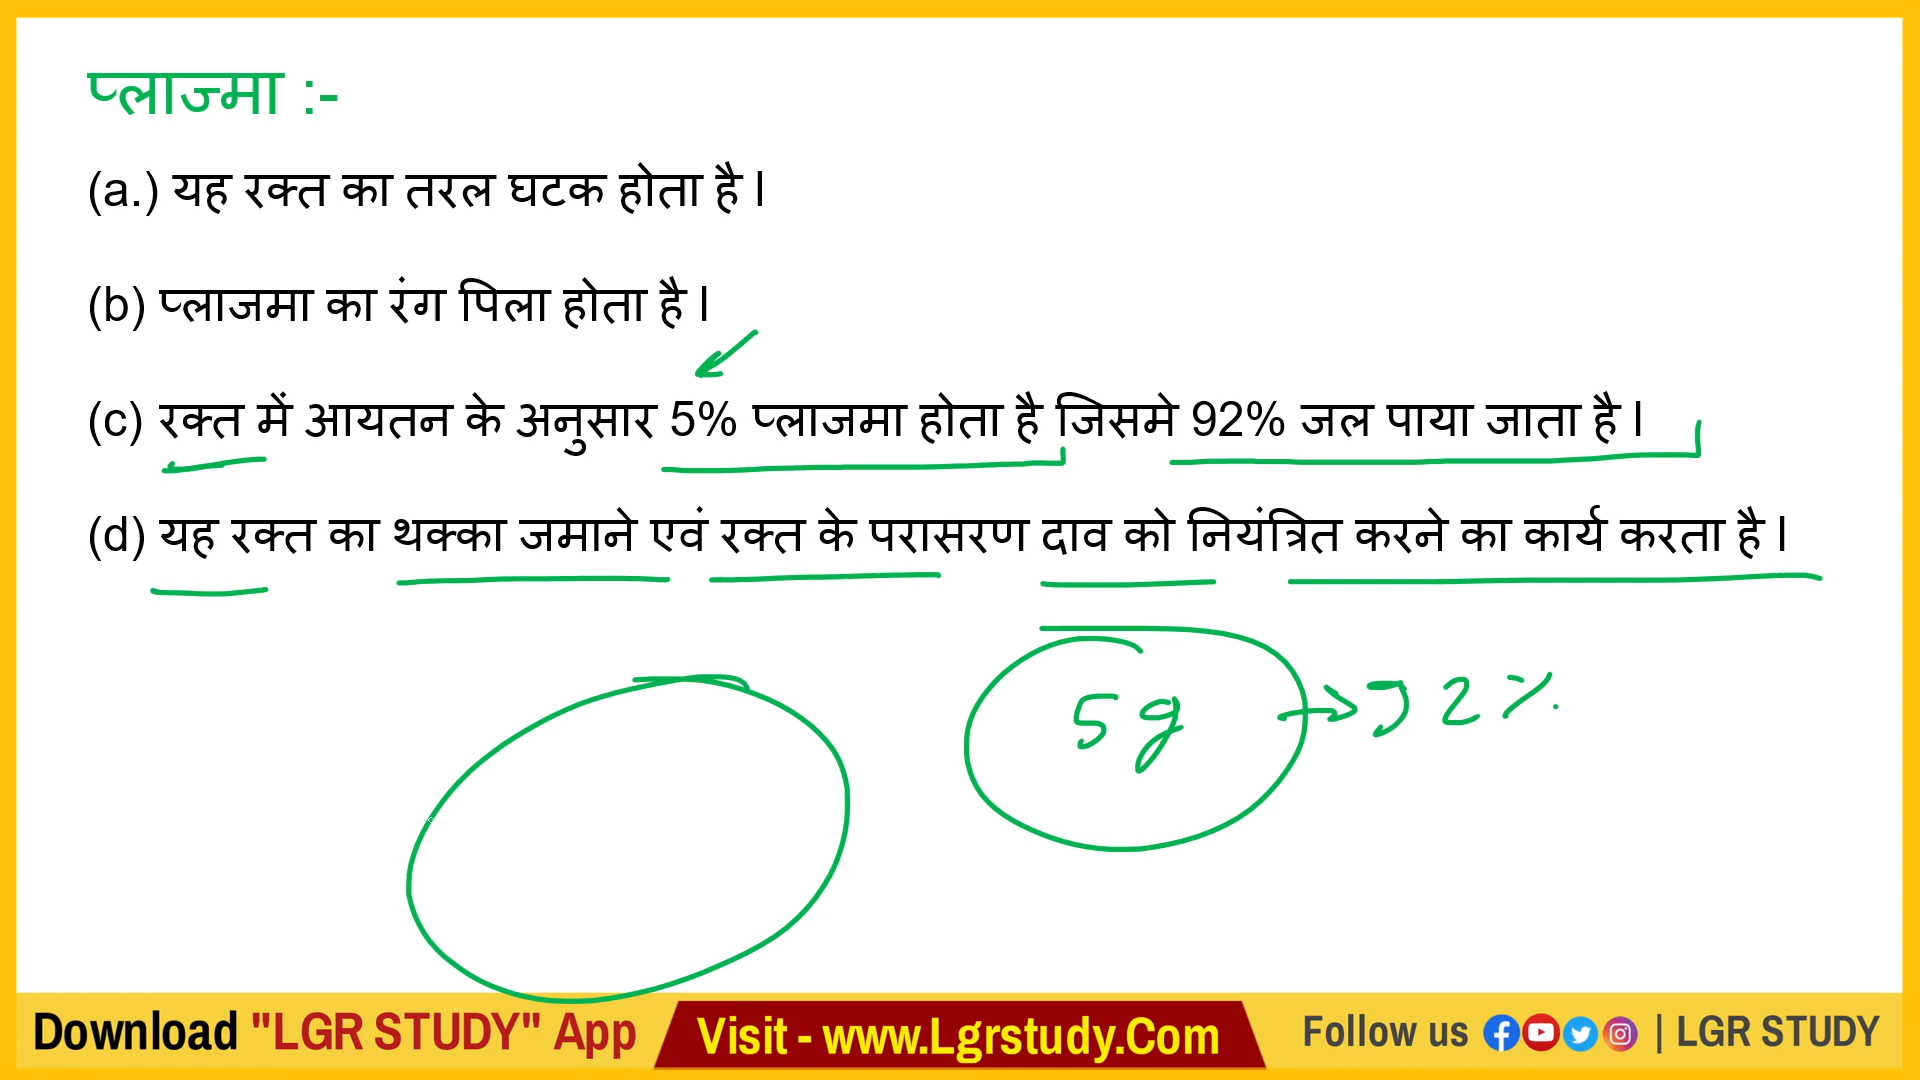 प्लाज्मा :-
(a.) यह रक्त का तरल घटक होता है l
(b) प्लाजमा का रंग पिला होता है l
(c) रक्त में आयतन के अनुसार 5% प्लाजमा होता है जिसमे 92% जल पाया जाता है l
(d) यह रक्त का थक्का जमाने एवं रक्त के परासरण दाव को नियंत्रित करने का कार्य करता है l
5g → 92%
Download "LGR STUDY" App
Visit - www.Lgrstudy.Com
Follow us | LGR STUDY